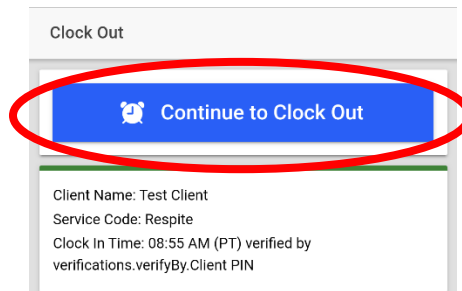 Clock Out
Continue to Clock Out
Client Name: Test Client
Service Code: Respite
Clock In Time: 08:55 AM (PT) verified by
verifications.verifyBy.Client PIN